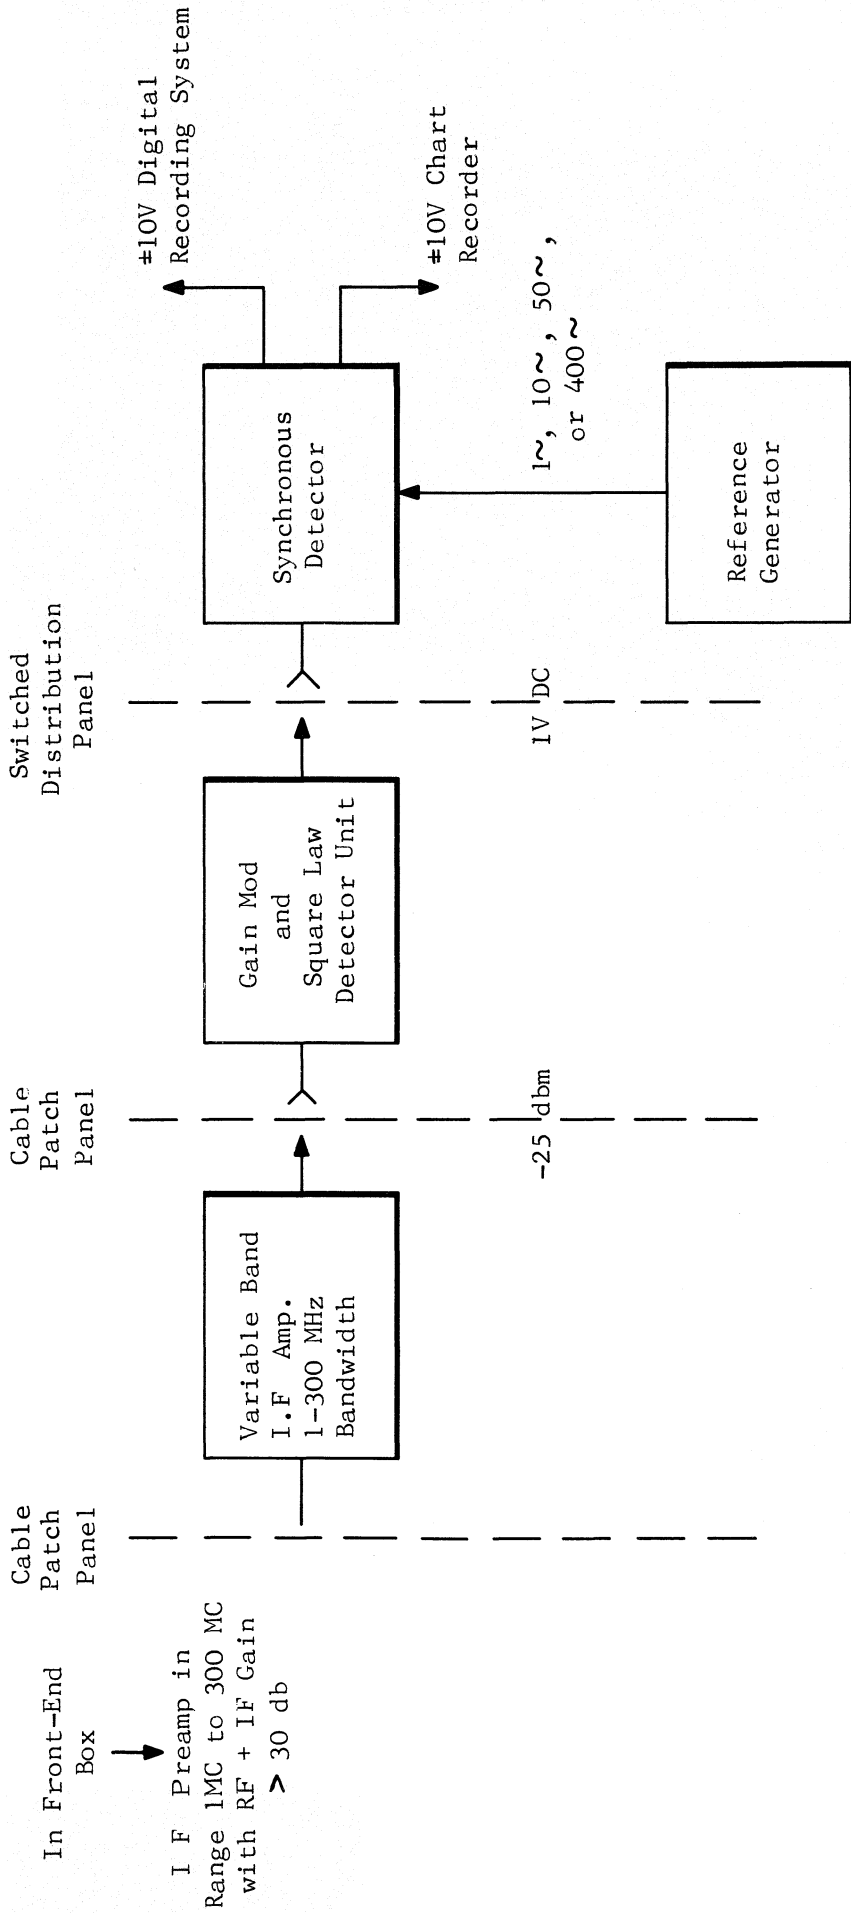 In Front-End
Box
I F Preamp in
Range 1MC to 300 MC
with RF + IF Gain
> 30 db
Cable
Patch
Panel
Variable Band
I.F Amp.
1-300 MHz
Bandwidth
Cable
Patch
Panel
-25 dbm
Gain Mod
and
Square Law
Detector Unit
Switched
Distribution
Panel
1V DC
Synchronous
Detector
±10V Digital
Recording System
±10V Chart
Recorder
1~, 10~, 50~,
or 400~
Reference
Generator